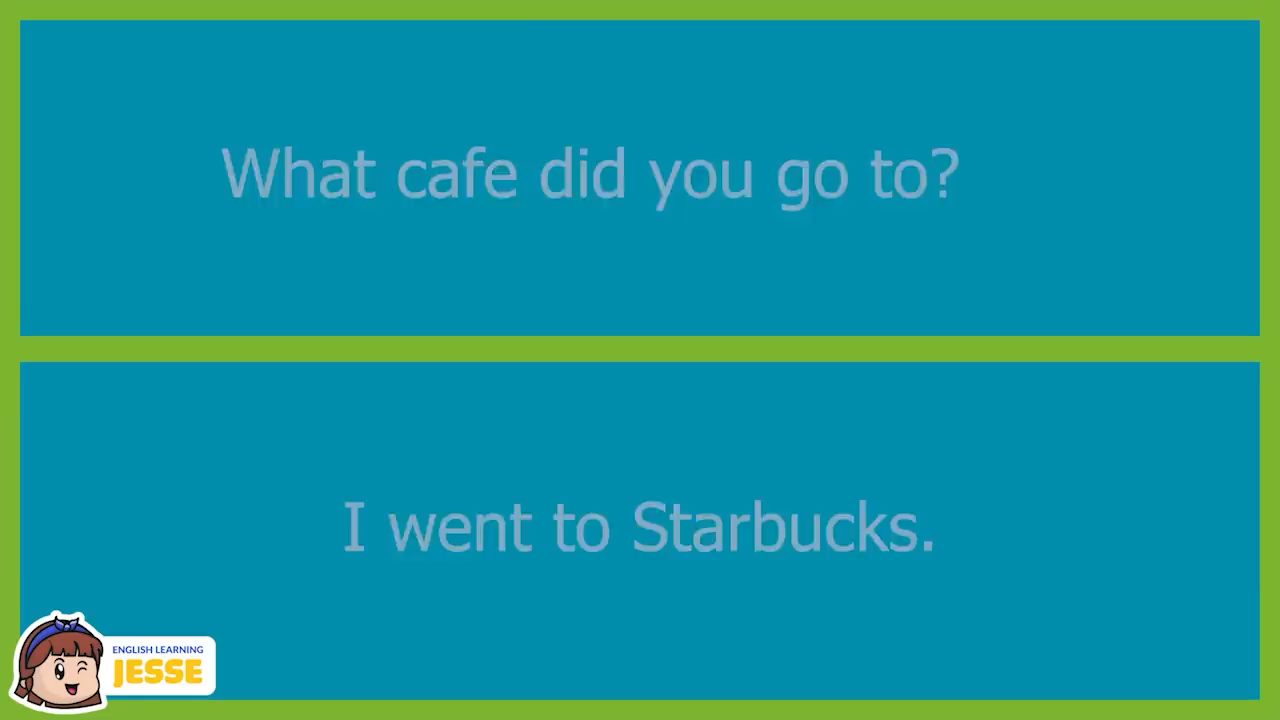 What cafe did you go to?
I went to Starbucks.
ENGLISH LEARNING
JESSE